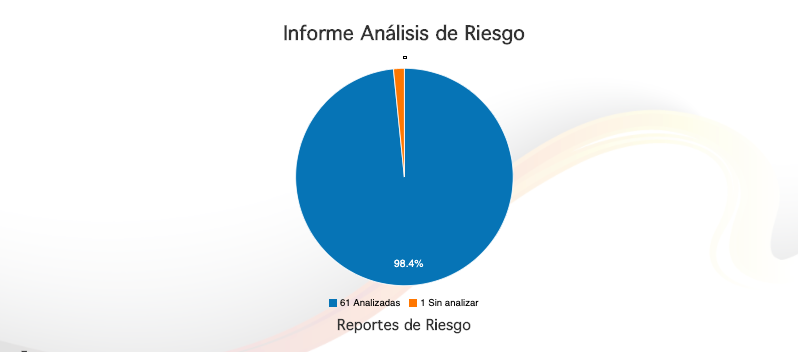 Informe Análisis de Riesgo
98.4%
61 Analizadas 1 Sin analizar
Reportes de Riesgo